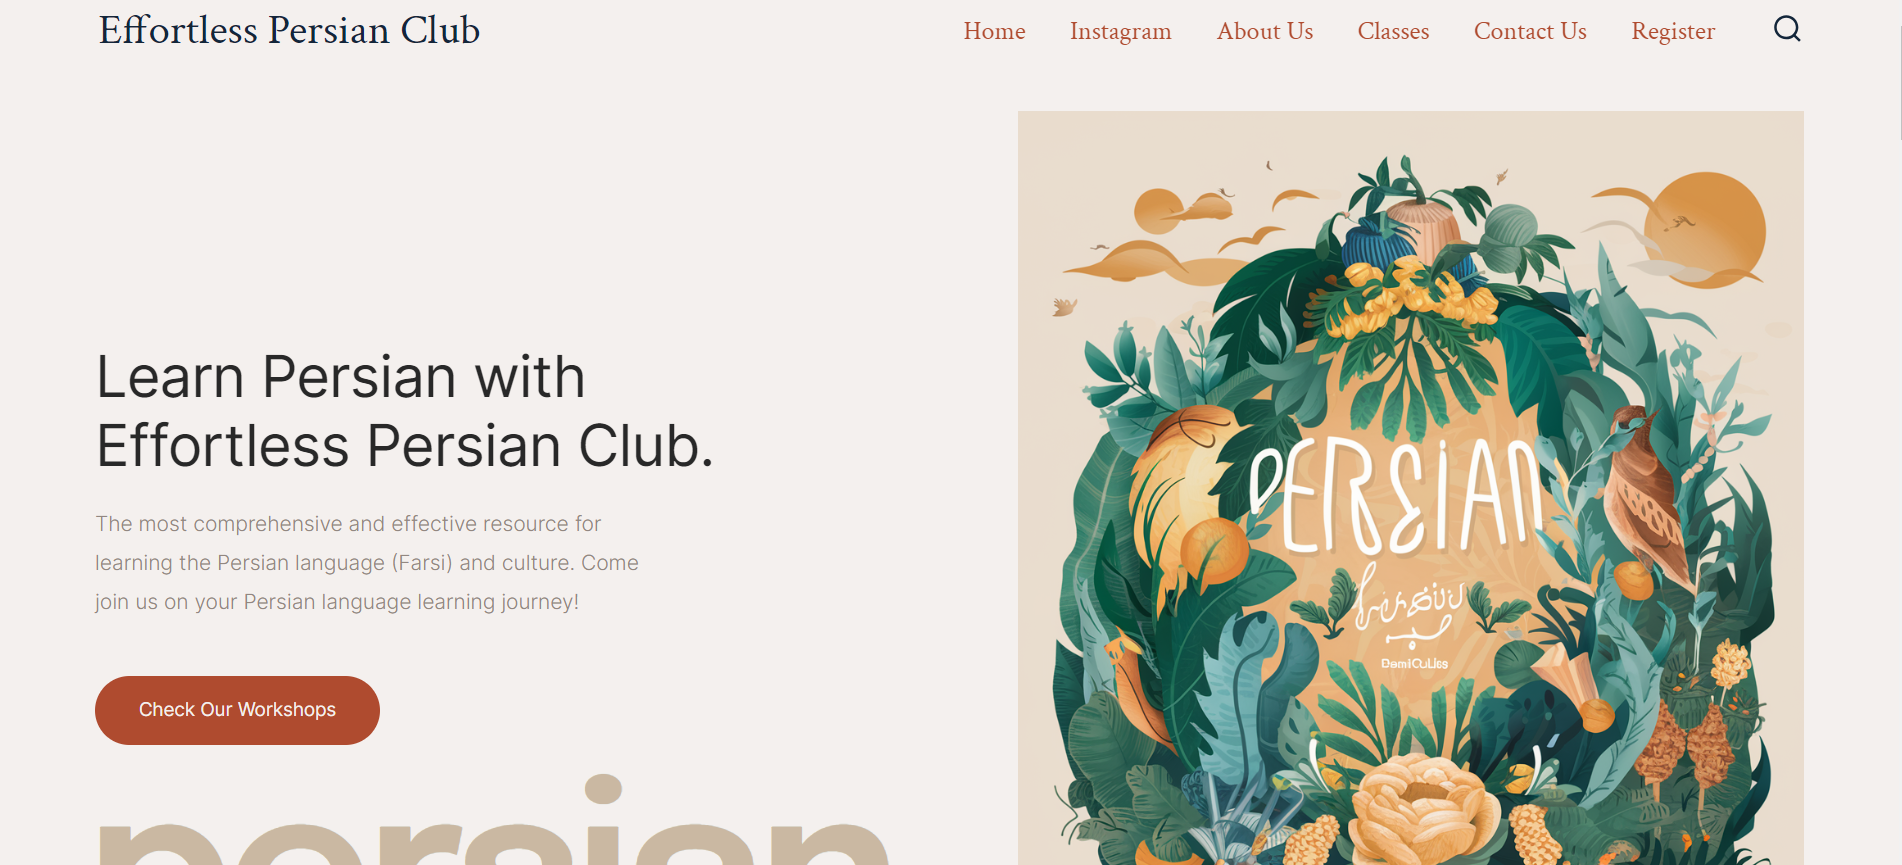 Effortless Persian Club
Home Instagram About Us Classes Contact Us Register
Learn Persian with
Effortless Persian Club.
The most comprehensive and effective resource for
learning the Persian language (Farsi) and culture. Come
join us on your Persian language learning journey!
Check Our Workshops
persian
PERSIAN
DemiCuLiss